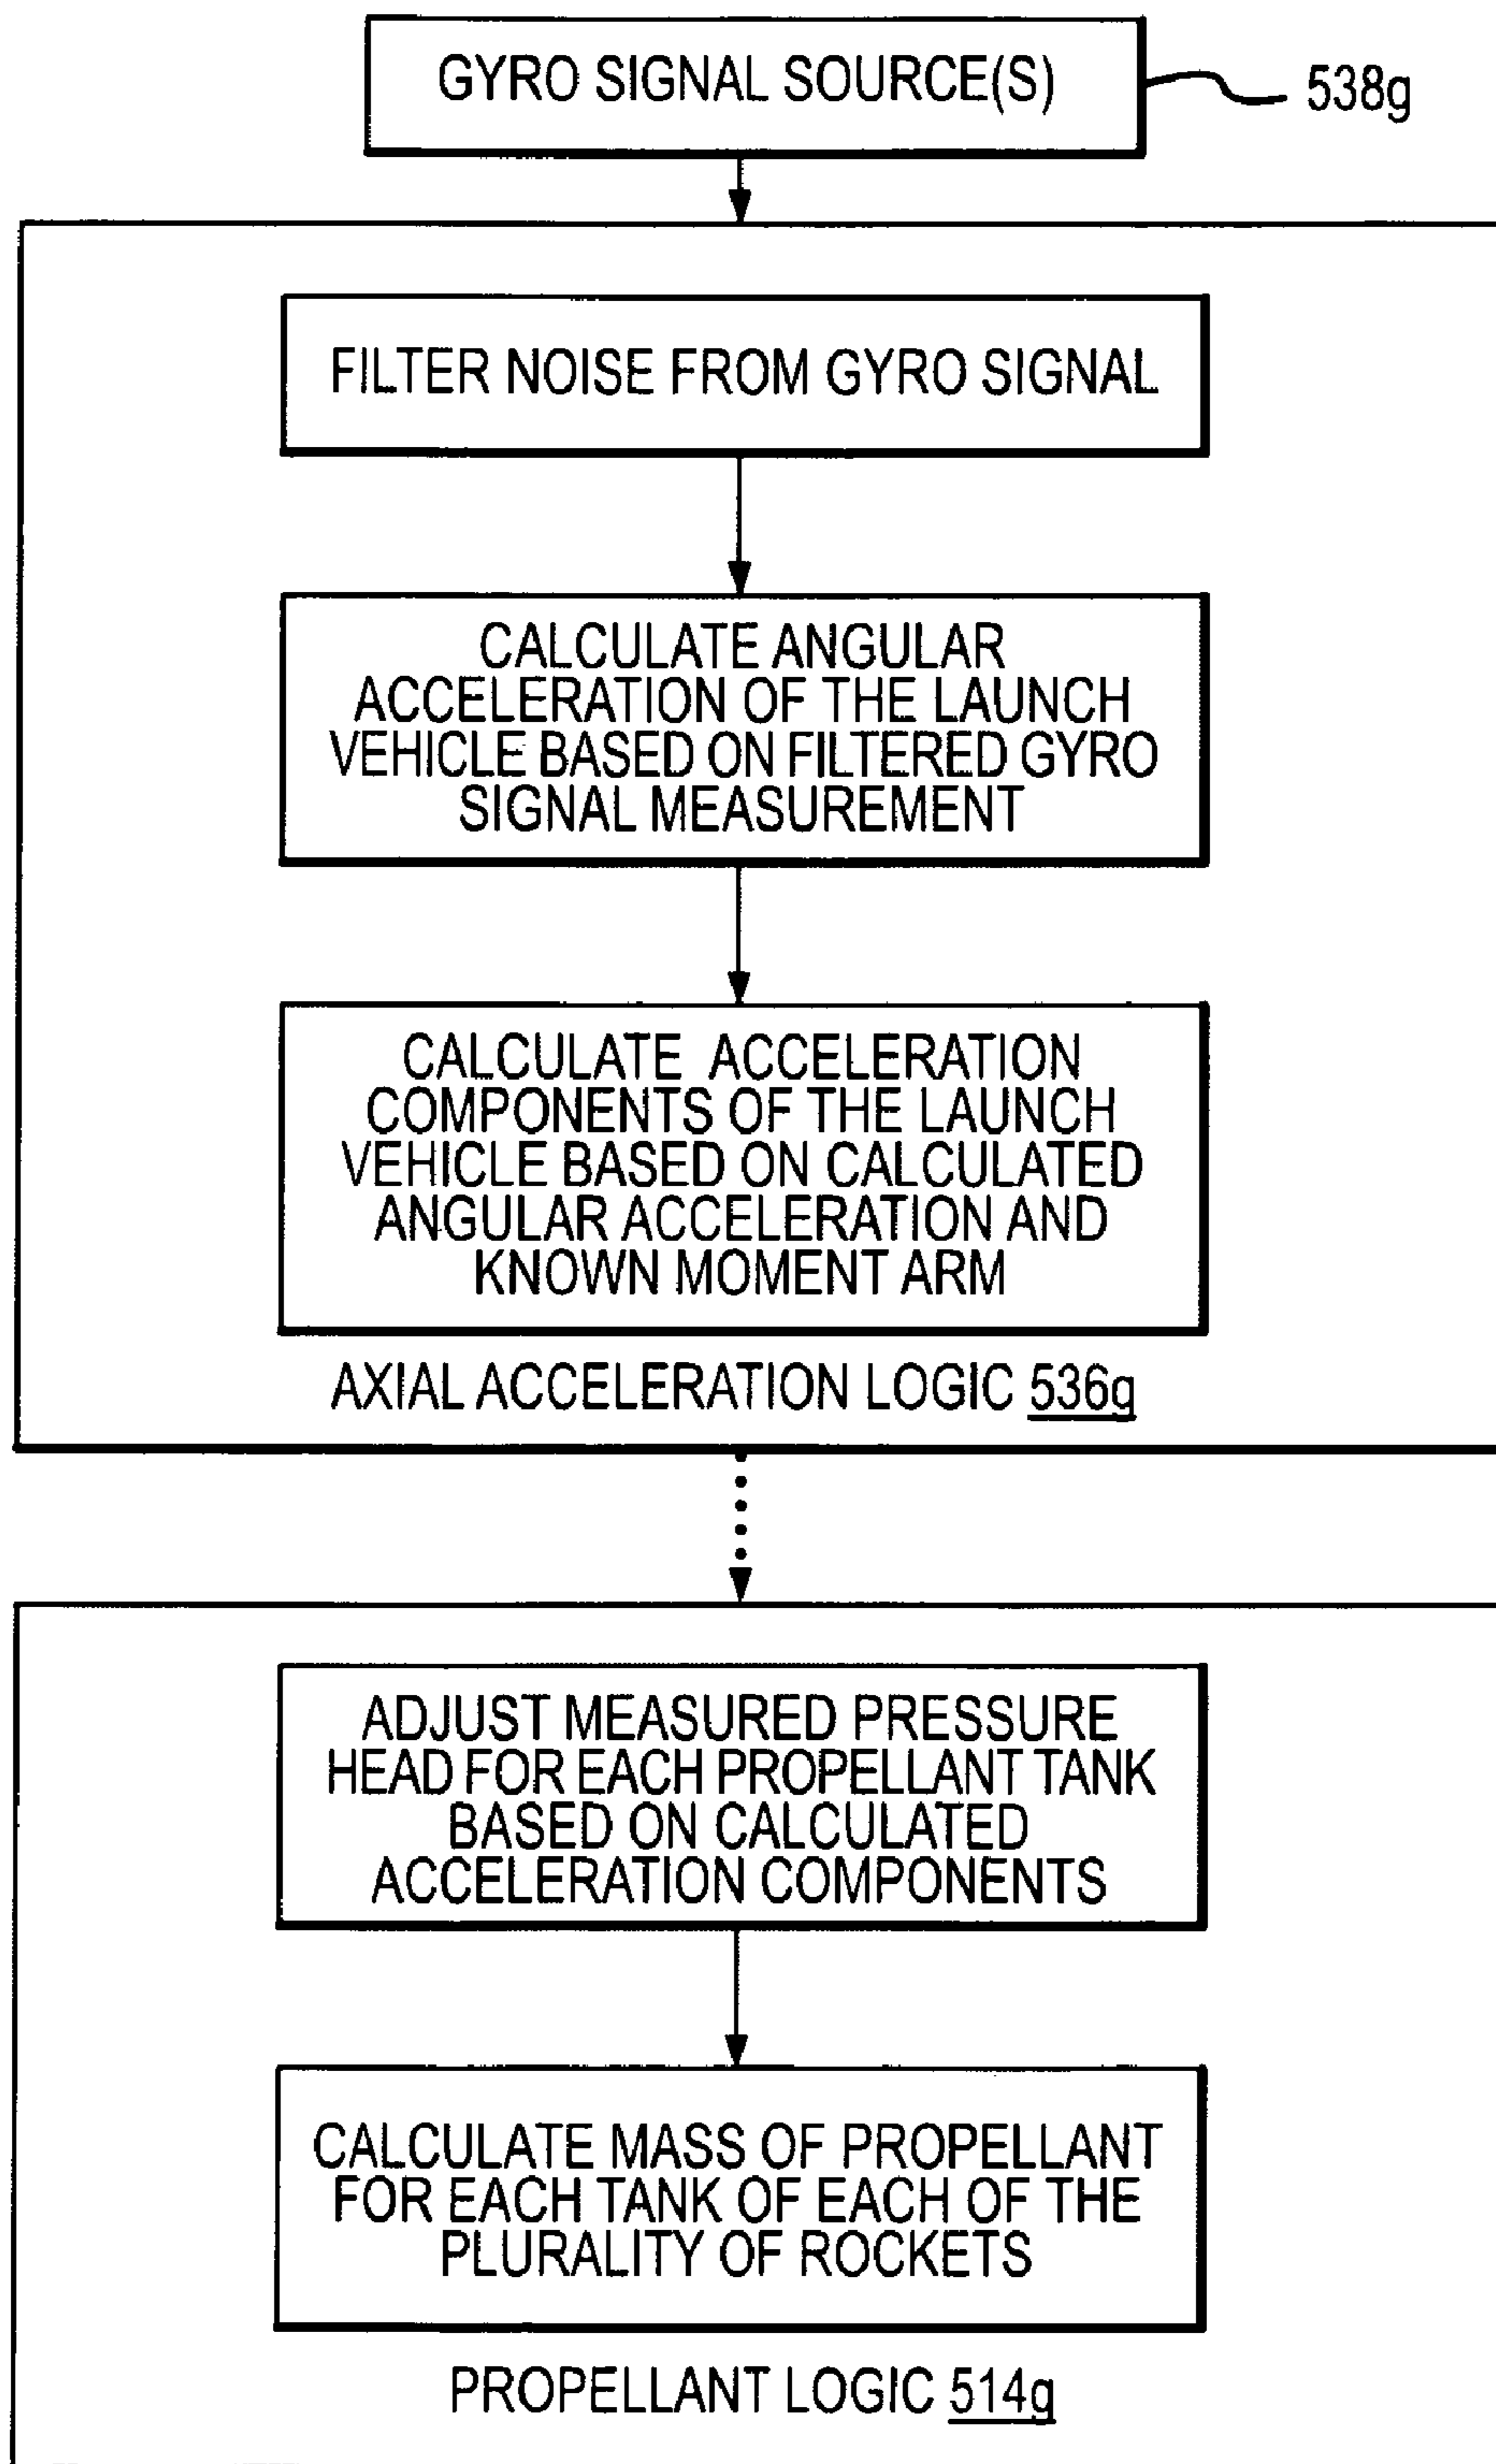 GYRO SIGNAL SOURCE(S)
538g
FILTER NOISE FROM GYRO SIGNAL
CALCULATE ANGULAR
ACCELERATION OF THE LAUNCH
VEHICLE BASED ON FILTERED GYRO
SIGNAL MEASUREMENT
CALCULATE ACCELERATION
COMPONENTS OF THE LAUNCH
VEHICLE BASED ON CALCULATED
ANGULAR ACCELERATION AND
KNOWN MOMENT ARM
AXIAL ACCELERATION LOGIC 536g
ADJUST MEASURED PRESSURE
HEAD FOR EACH PROPELLANT TANK
BASED ON CALCULATED
ACCELERATION COMPONENTS
CALCULATE MASS OF PROPELLANT
FOR EACH TANK OF EACH OF THE
PLURALITY OF ROCKETS
PROPELLANT LOGIC 514g